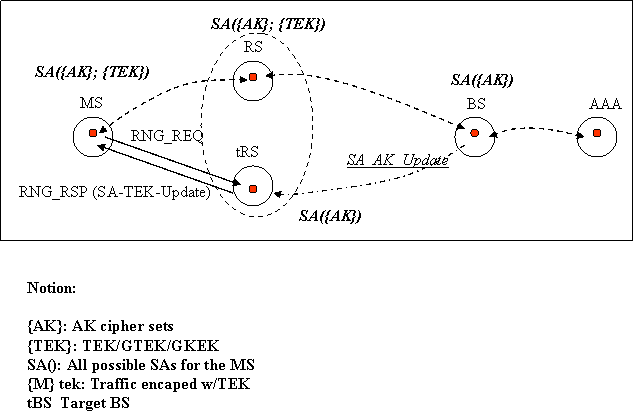 SA({AK}; {TEK})
RS
SA({AK}; {TEK})
SA({AK})
MS
BS
AAA
RNG_REQ
tRS
SA_AK_Update
RNG_RSP (SA-TEK-Update)
SA({AK})
Notion:
{AK}: AK cipher sets
{TEK}: TEK/GTEK/GKEK
SA(): All possible SAs for the MS
{M} tek: Traffic encaped w/TEK
tBS Target BS